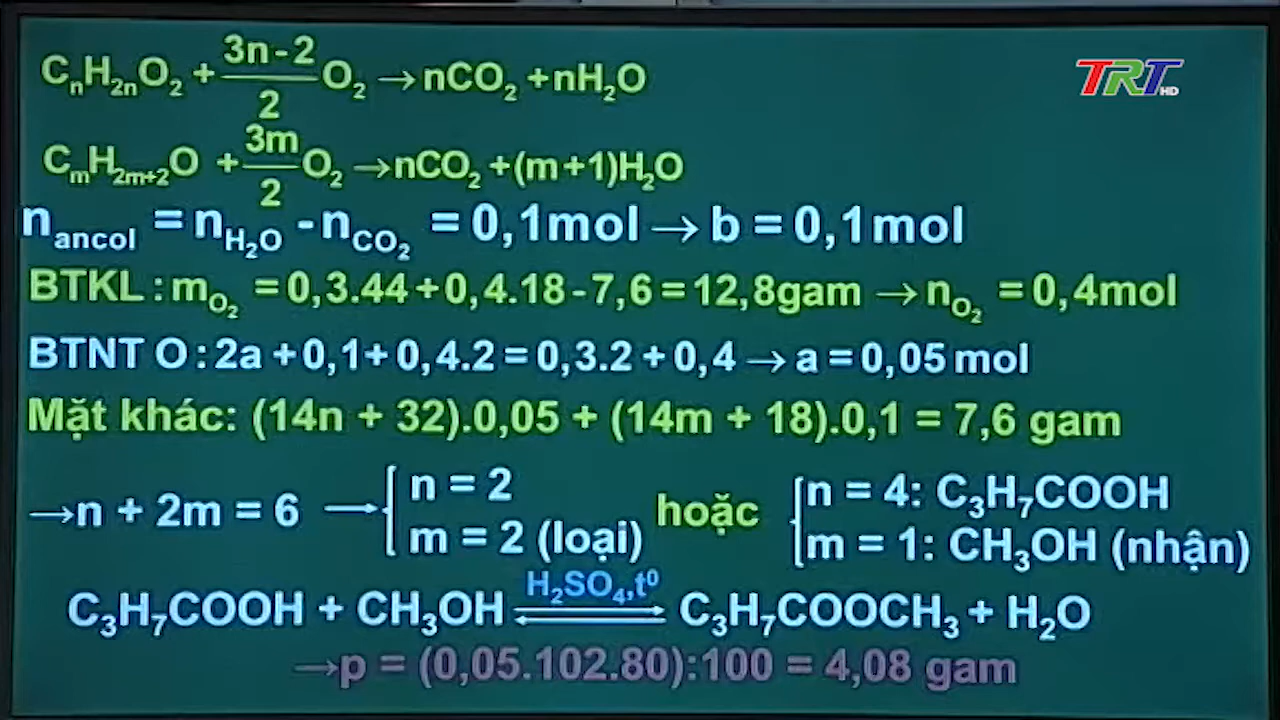 TRT HD
CnH2nO2 + (3n-2)/2 O2 → nCO2 + nH2O
CmH2m+2O + 3m/2 O2 → nCO2 + (m+1)H2O
n ancol = nH2O - nCO2 = 0,1mol → b = 0,1mol
BTKL : mO2 = 0,3.44 + 0,4.18 - 7,6 = 12,8gam → nO2 = 0,4mol
BTNT O : 2a + 0,1 + 0,4.2 = 0,3.2 + 0,4 → a = 0,05 mol
Mặt khác: (14n + 32).0,05 + (14m + 18).0,1 = 7,6 gam
→n + 2m = 6 → { n = 2 m = 2 (loại) hoặc { n = 4: C3H7COOH m = 1: CH3OH (nhận)
H2SO4,t0
C3H7COOH + CH3OH ⇌ C3H7COOCH3 + H2O
→p = (0,05.102.80):100 = 4,08 gam